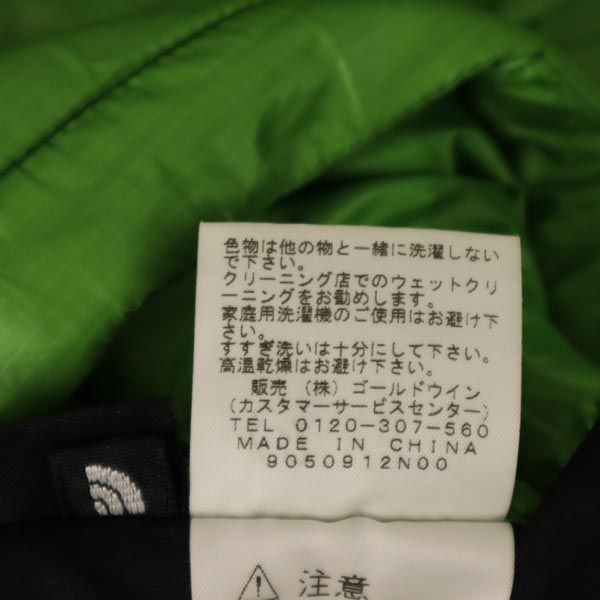 色物は他の物と一緒に洗濯しない
で下さい。
クリーニング店でのウェットクリ
ーニングをお勧めします。
家庭用洗濯機のご使用はお避け下
さい。
すすぎ洗いは十分にして下さい。
高温乾燥はお避け下さい。
販売 (株)ゴールドウイン
(カスタマーサービスセンター)
TEL 0120-307-560
MADE IN CHINA
9050912N00
注意